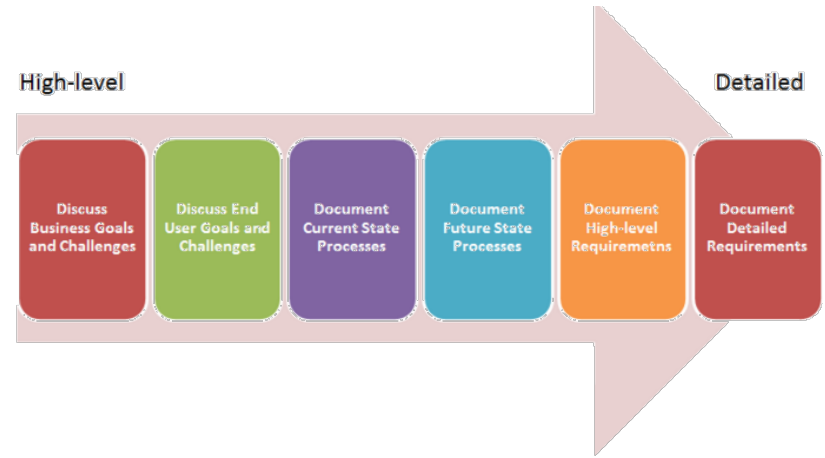 High-level
Detailed
Discuss
Business Goals
and Challenges
Discuss End
User Goals and
Challenges
Document
Current State
Processes
Document
Future State
Processes
Document
High-level
Requiremetns
Document
Detailed
Requirements